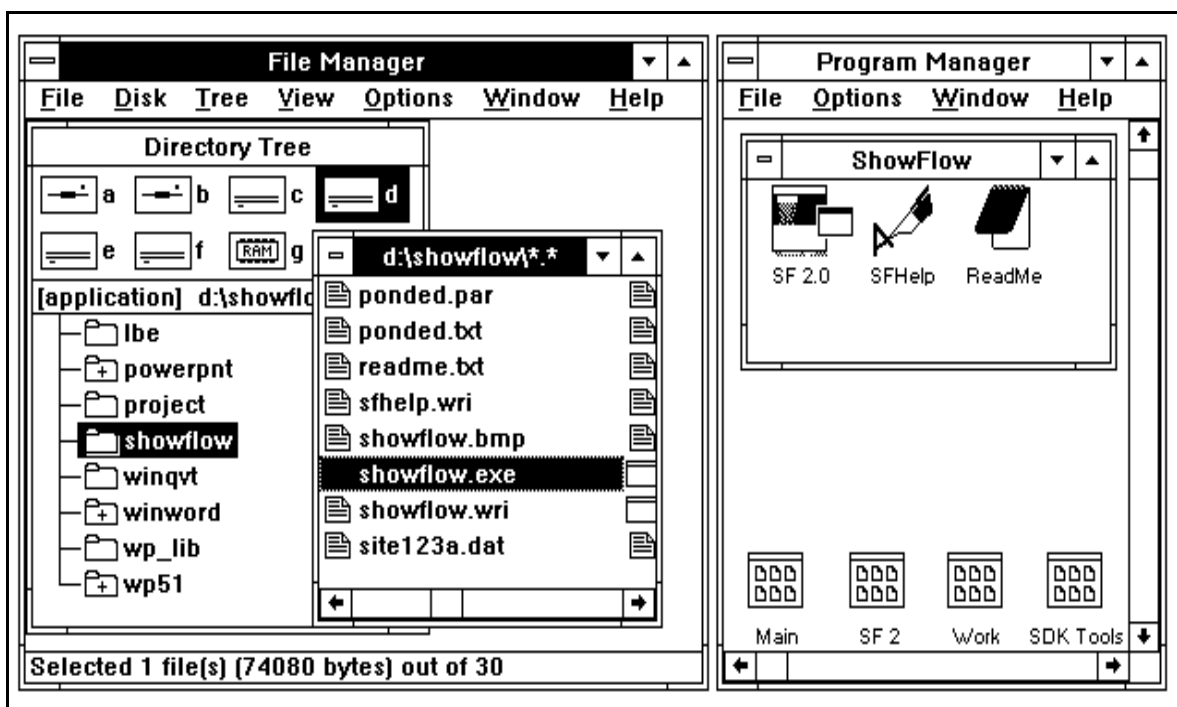 File Manager
File Disk Tree View Options Window Help
Directory Tree
a b c d
e f RAM g
[application] d:\showflo
lbe
powerpnt
project
showflow
winqvt
winword
wp_lib
wp51
d:\showflow\*.*
ponded.par
ponded.txt
readme.txt
sfhelp.wri
showflow.bmp
showflow.exe
showflow.wri
site123a.dat
Selected 1 file(s) (74080 bytes) out of 30
Program Manager
File Options Window Help
ShowFlow
SF 2.0 SFHelp ReadMe
Main SF 2 Work SDK Tools